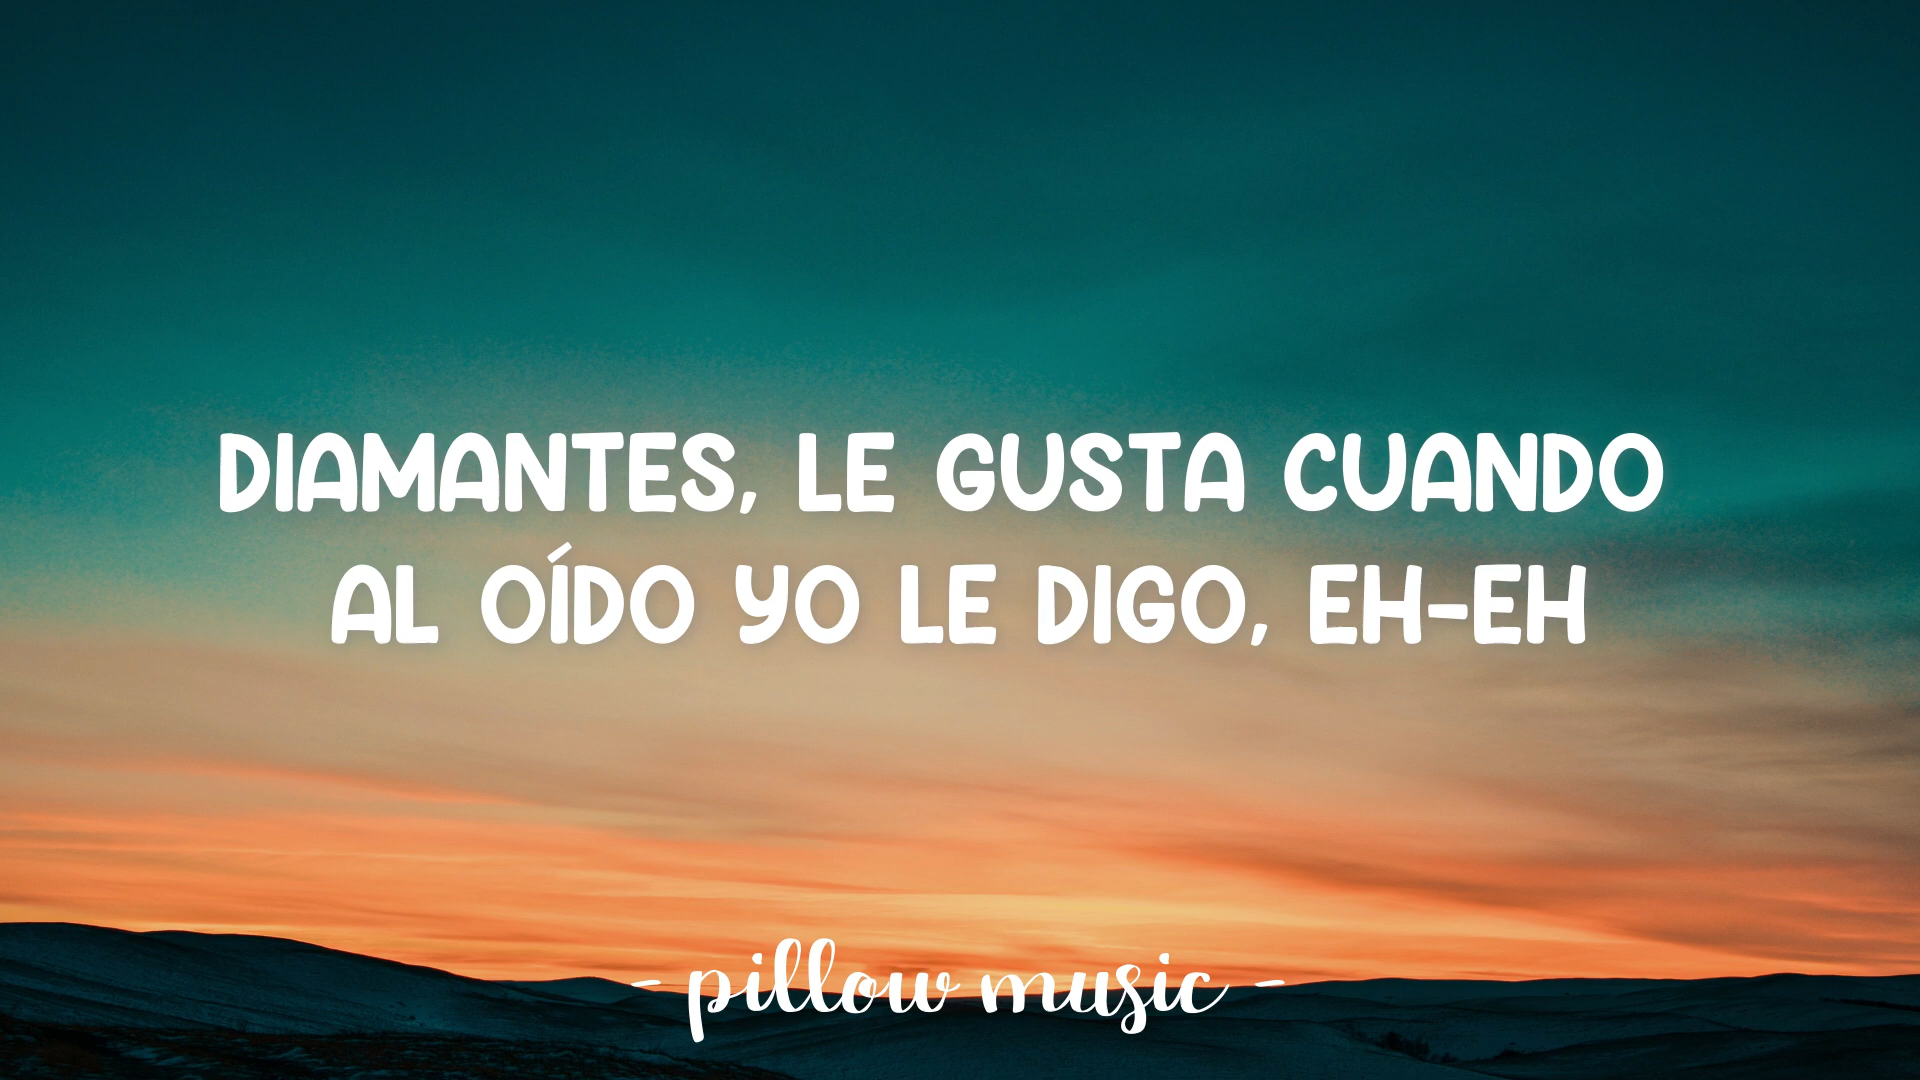 DIAMANTES, LE GUSTA CUANDO
AL OÍDO YO LE DIGO, EH-EH
- pillow music -